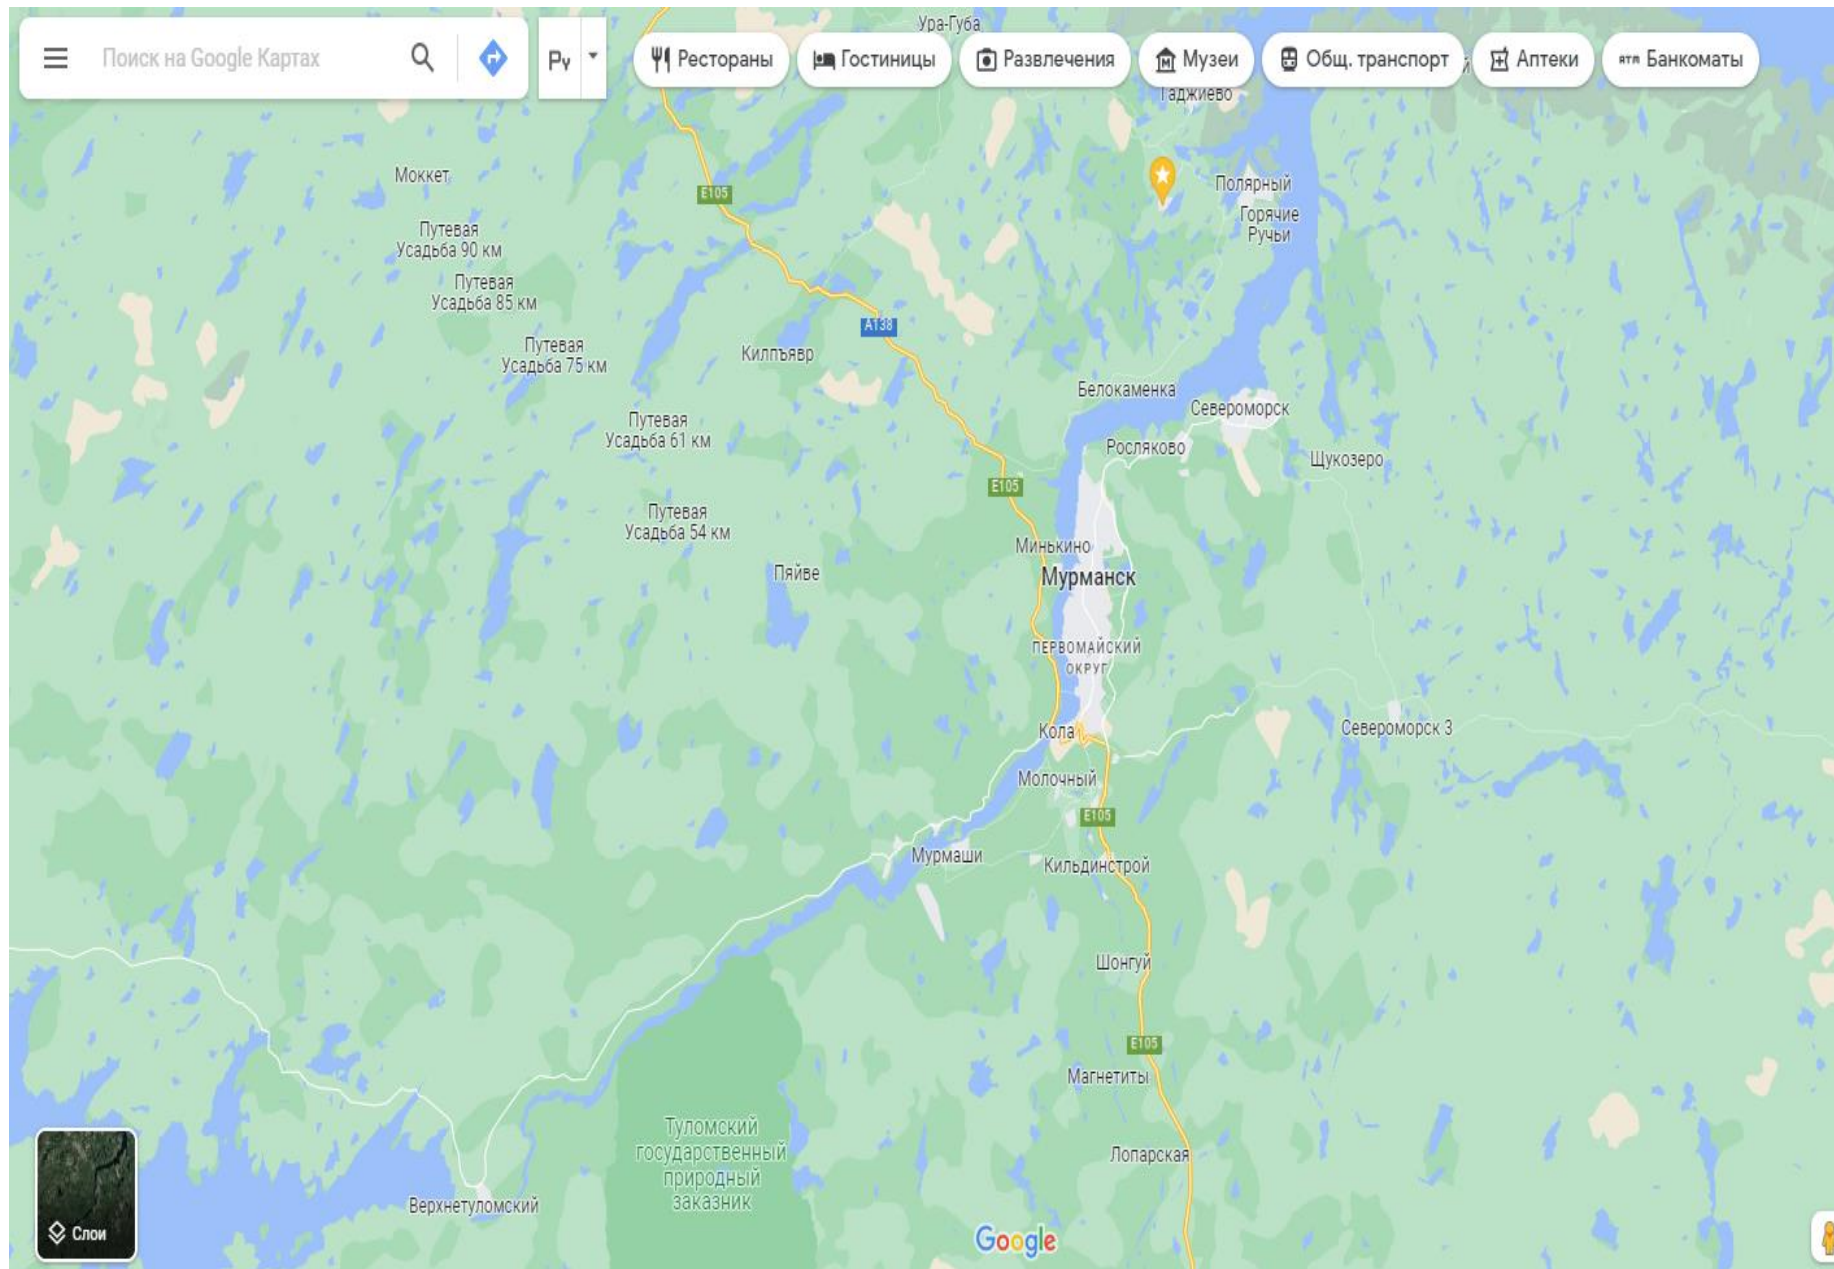 Ура-Губа
Поиск на Google Картах
Ру
Рестораны
Гостиницы
Развлечения
Музеи
Общ. транспорт
Аптеки
ATM Банкоматы
Гаджиево
Моккет
E105
Полярный
Горячие
Ручьи
Путевая
Усадьба 90 км
Путевая
Усадьба 85 км
A138
Путевая
Усадьба 75 км
Килпъявр
Белокаменка
Североморск
Путевая
Усадьба 61 км
Росляково
Щукозеро
E105
Путевая
Усадьба 54 км
Минькино
Пяйве
Мурманск
ПЕРВОМАЙСКИЙ
ОКРУГ
Кола
Североморск 3
Молочный
E105
Мурмаши
Кильдинстрой
Шонгуй
E105
Магнетиты
Туломский
государственный
природный
заказник
Лопарская
Верхнетуломский
Слои
Google